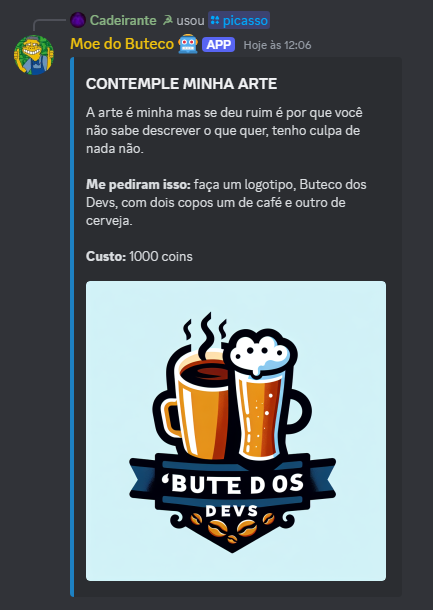 Cadeirante ☭ usou picasso
Moe do Buteco 🤖 APP Hoje às 12:06
CONTEMPLE MINHA ARTE
A arte é minha mas se deu ruim é por que você
não sabe descrever o que quer, tenho culpa de
nada não.
Me pediram isso: faça um logotipo, Buteco dos
Devs, com dois copos um de café e outro de
cerveja.
Custo: 1000 coins
‘BUTE D OS
DEVS